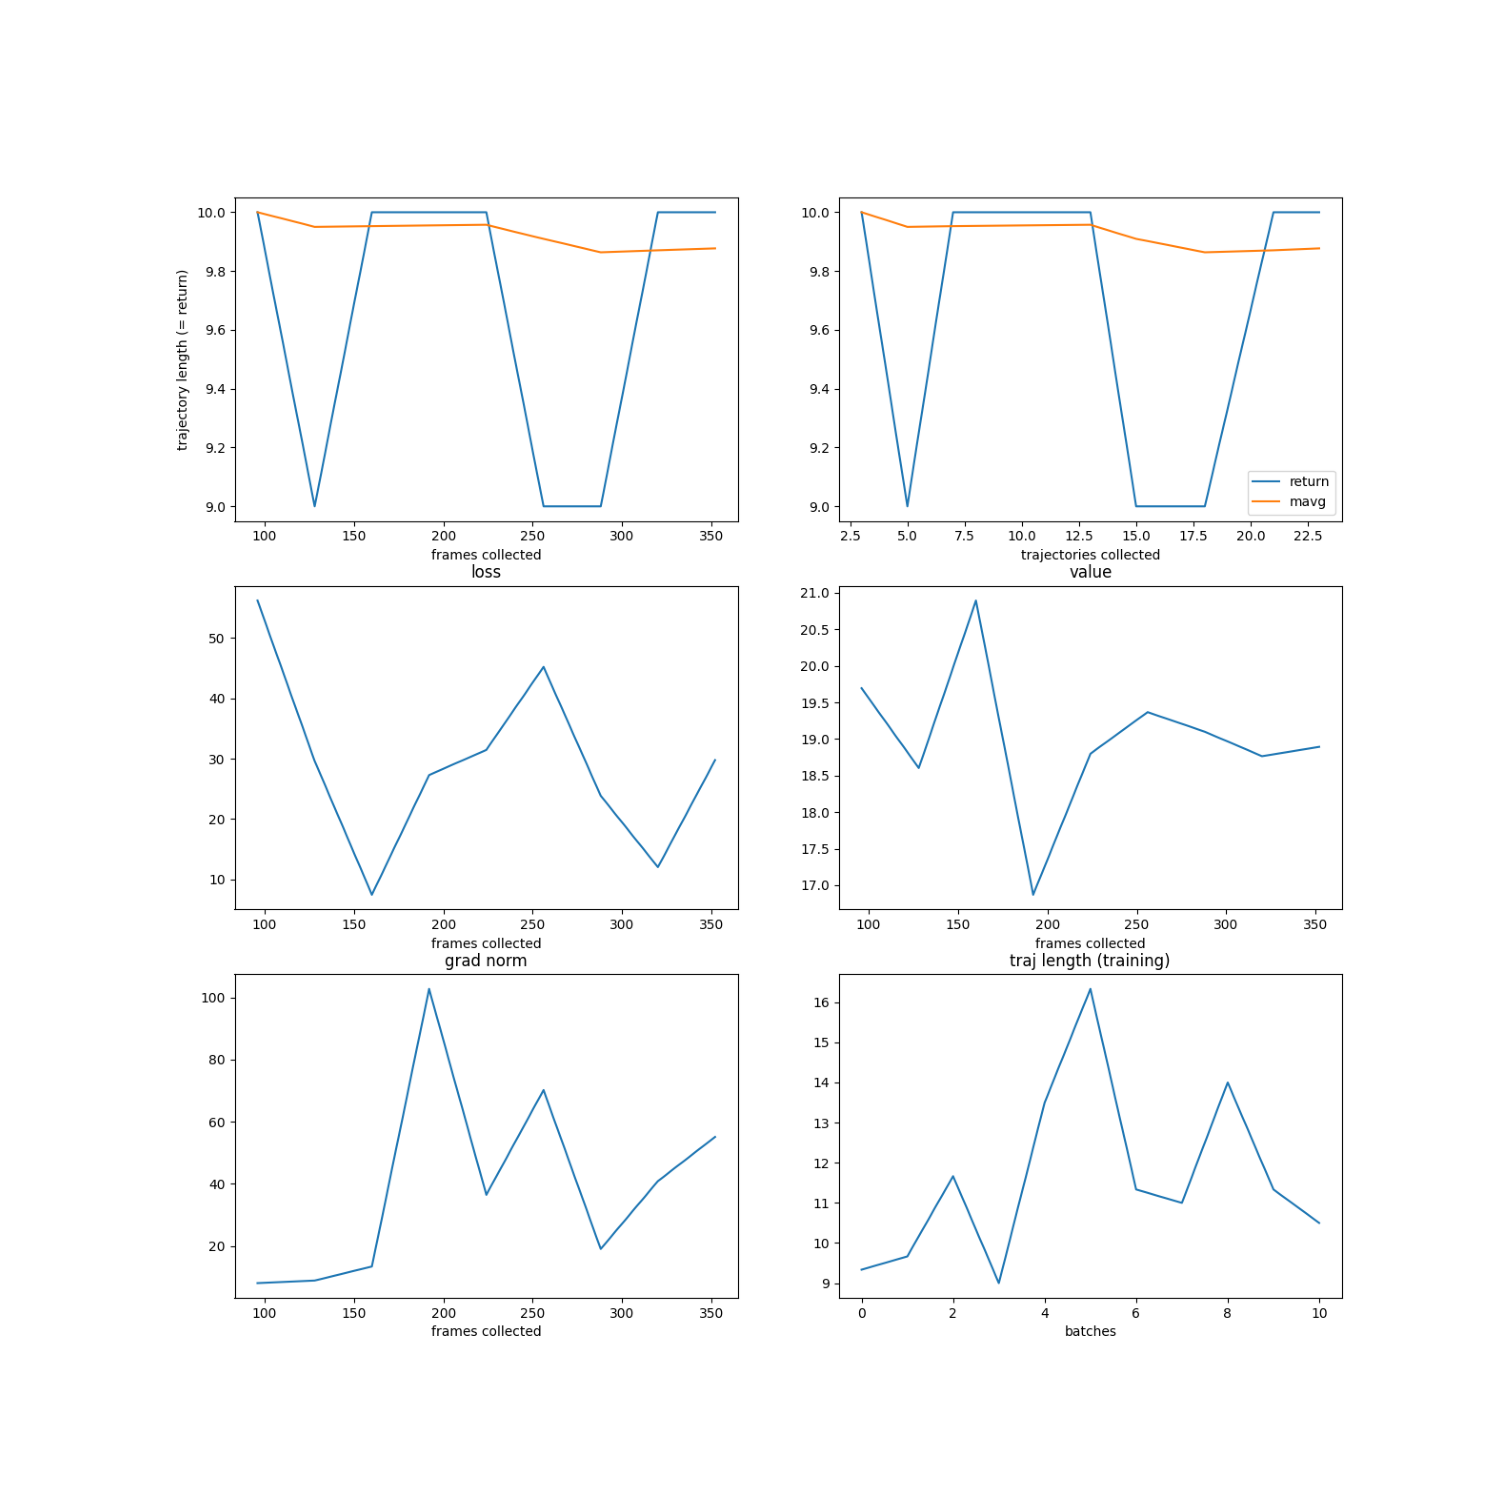 trajectory length (= return)
10.0
9.8
9.6
9.4
9.2
9.0
100 150 200 250 300 350
frames collected
10.0
9.8
9.6
9.4
9.2
9.0
return
mavg
2.5 5.0 7.5 10.0 12.5 15.0 17.5 20.0 22.5
trajectories collected
loss
50
40
30
20
10
100 150 200 250 300 350
frames collected
value
21.0
20.5
20.0
19.5
19.0
18.5
18.0
17.5
17.0
100 150 200 250 300 350
frames collected
grad norm
100
80
60
40
20
100 150 200 250 300 350
frames collected
traj length (training)
16
15
14
13
12
11
10
9
0 2 4 6 8 10
batches